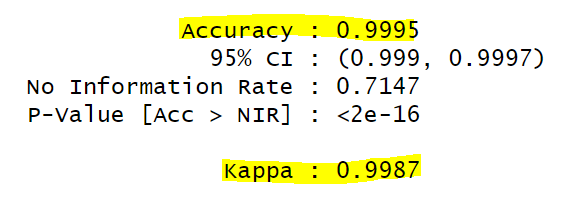 Accuracy : 0.9995
95% CI : (0.999, 0.9997)
No Information Rate : 0.7147
P-Value [Acc > NIR] : <2e-16
Kappa : 0.9987